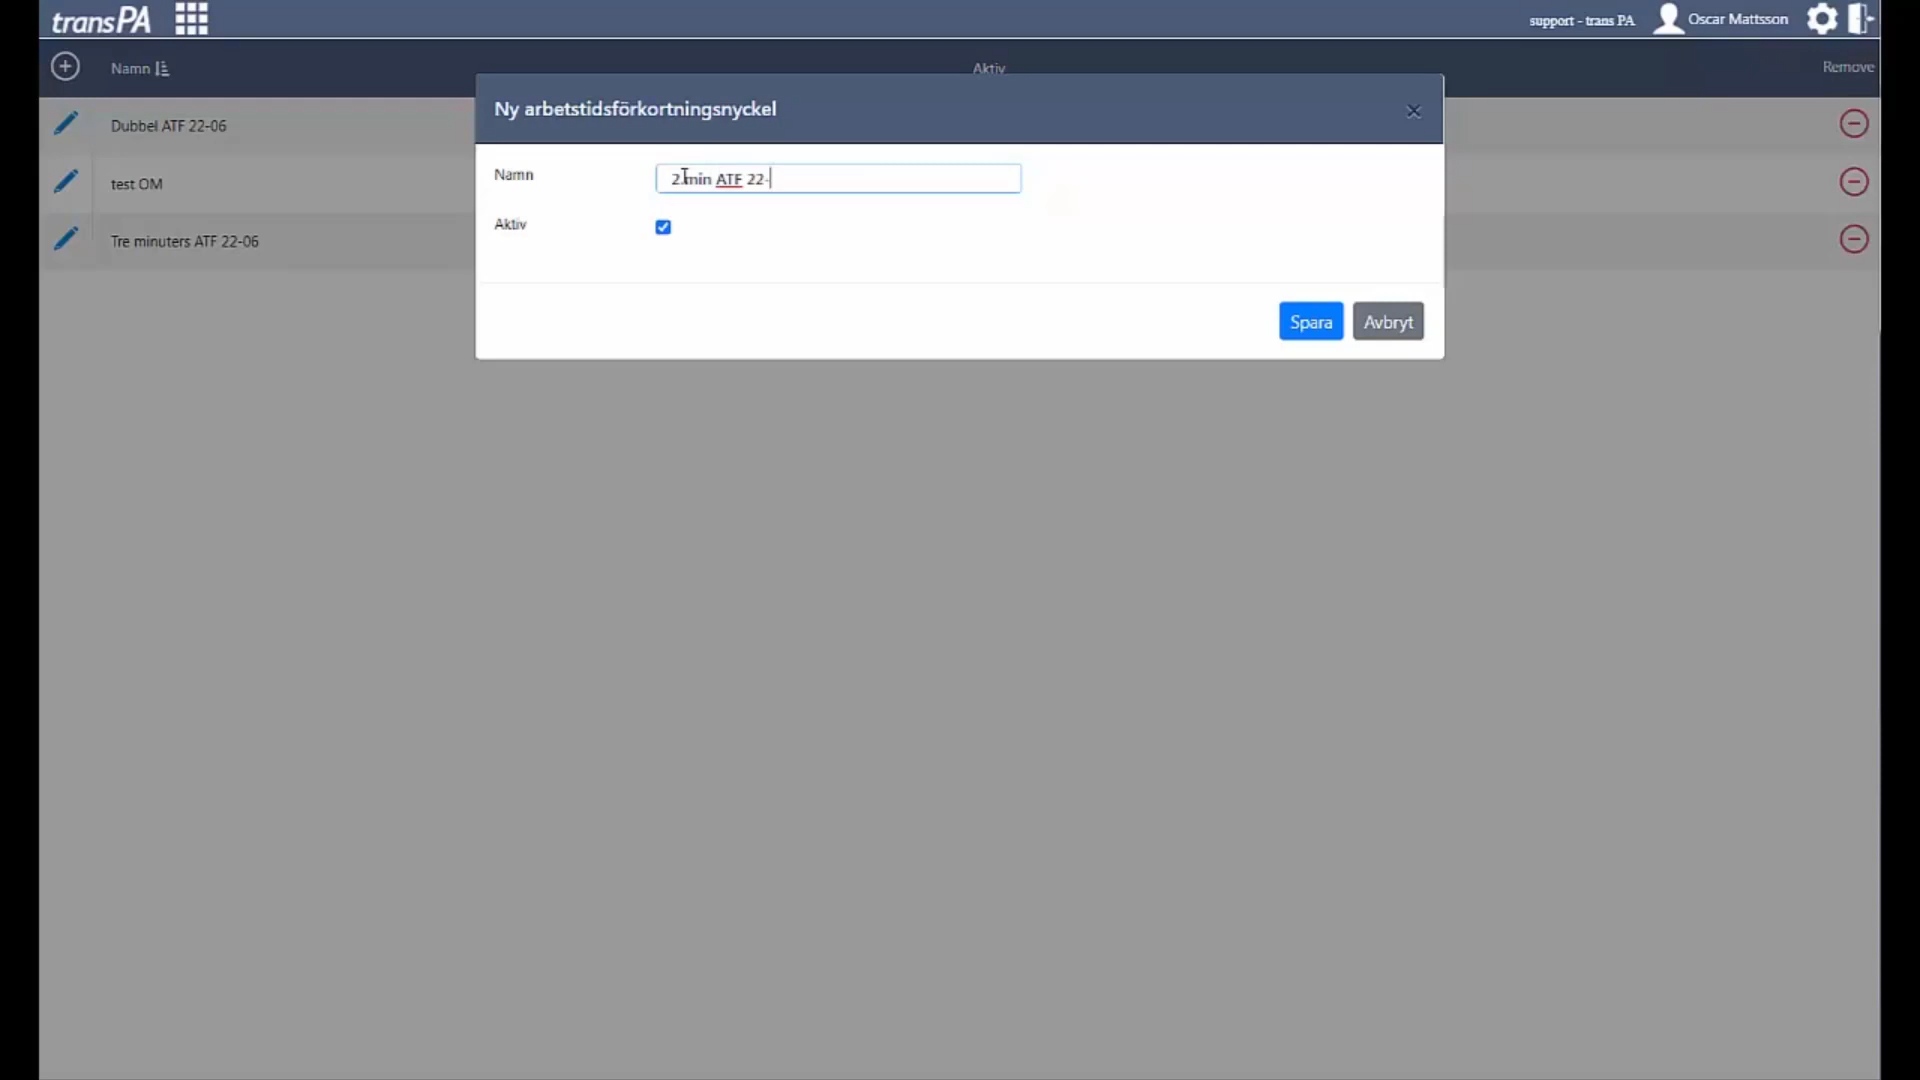 transPA
support - trans PA
Oscar Mattsson
Namn
Aktiv
Remove
Ny arbetstidsförkortningsnyckel
Dubbel ATF 22-06
test OM
Tre minuters ATF 22-06
Namn
2 min ATF 22-
Aktiv
Spara
Avbryt